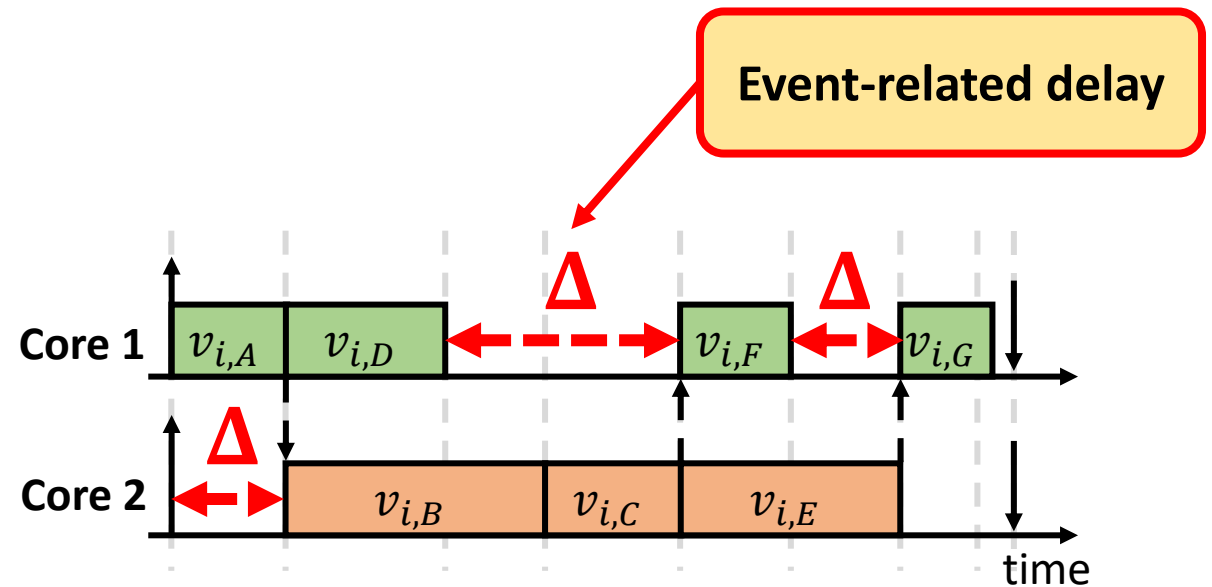 Event-related delay
Δ Δ
Core 1 v_{i,A} v_{i,D} v_{i,F} v_{i,G}
Δ
Core 2 v_{i,B} v_{i,C} v_{i,E}
time